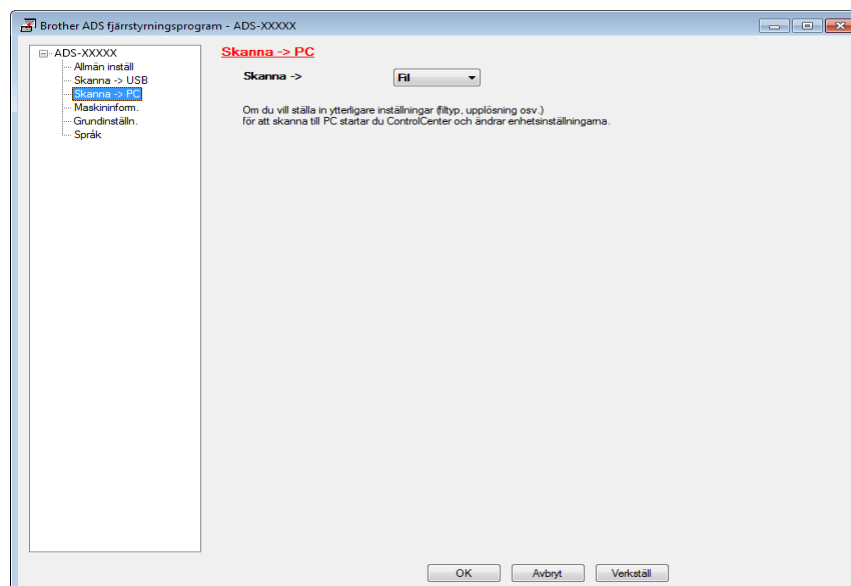 Brother ADS fjärrstyrningsprogram - ADS-XXXXX
ADS-XXXXX
Allmän inställ
Skanna -> USB
Skanna -> PC
Maskininform.
Grundinställn.
Språk
Skanna -> PC
Skanna -> Fil
Om du vill ställa in ytterligare inställningar (filtyp, upplösning osv.)
för att skanna till PC startar du ControlCenter och ändrar enhetsinställningarna.
OK Avbryt Verkställ